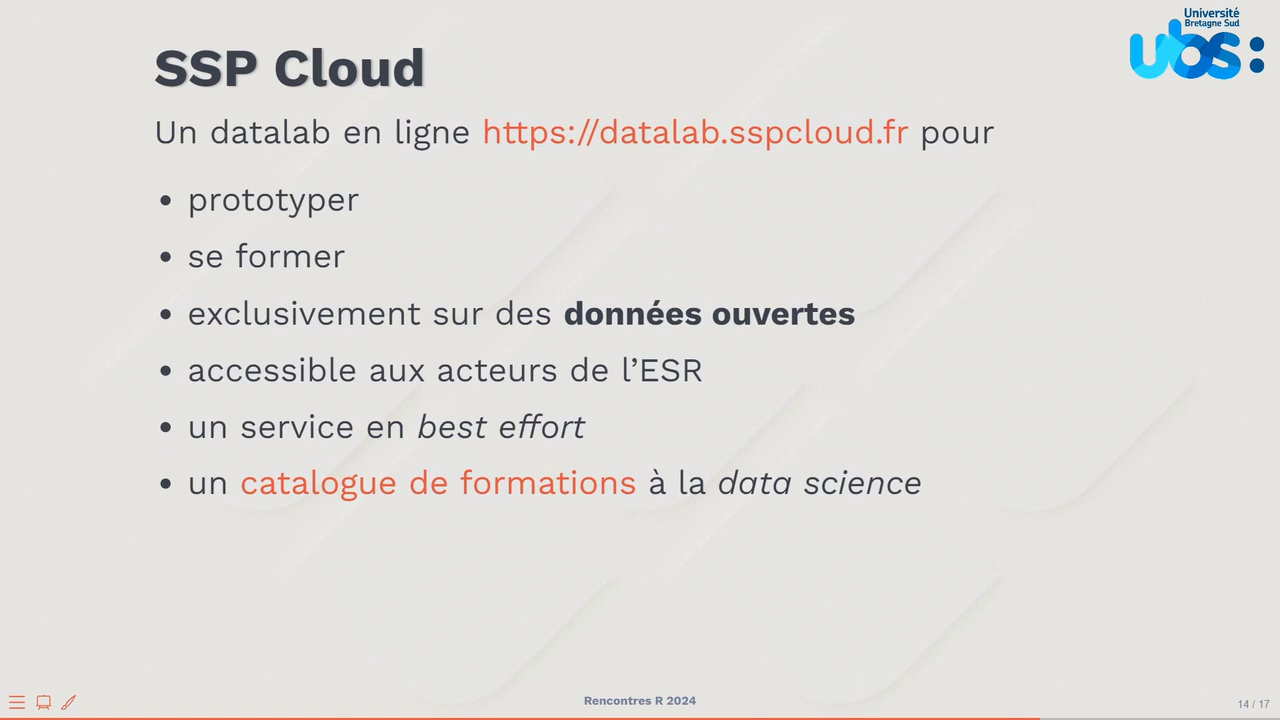 Université
Bretagne Sud
ubs:
SSP Cloud
Un datalab en ligne https://datalab.sspcloud.fr pour
• prototyper
• se former
• exclusivement sur des données ouvertes
• accessible aux acteurs de l’ESR
• un service en best effort
• un catalogue de formations à la data science
Rencontres R 2024
14 / 17